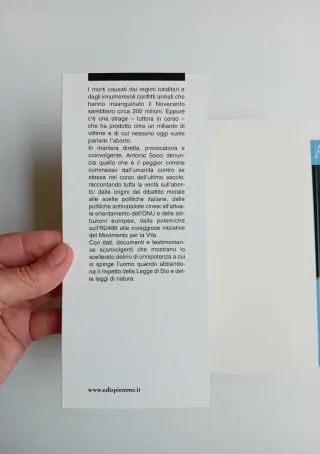 I morti causati dai regimi totalitari e
dagli innumerevoli conflitti armati che
hanno insanguinato il Novecento
sarebbero circa 200 milioni. Eppure
c'è una strage – tuttora in corso –
che ha prodotto oltre un miliardo di
vittime e di cui nessuno oggi vuole
parlare: l'aborto.
In maniera diretta, provocatoria e
coinvolgente, Antonio Socci denun-
cia quello che è il peggior crimine
commesso dall'umanità contro se
stessa nel corso dell'ultimo secolo,
raccontando tutta la verità sull'abor-
to: dalle origini del dibattito morale
alle scelte politiche italiane, dalle
politiche antinataliste cinesi all'attua-
le orientamento dell'ONU e delle isti-
tuzioni europee, dalle polemiche
sull'RU486 alle coraggiose iniziative
del Movimento per la Vita.
Con dati, documenti e testimonian-
ze sconvolgenti che mostrano lo
scellerato delirio di onnipotenza a cui
si spinge l'uomo quando abbando-
na il rispetto della Legge di Dio e del-
le leggi di natura.
www.edizpiemme.it
A